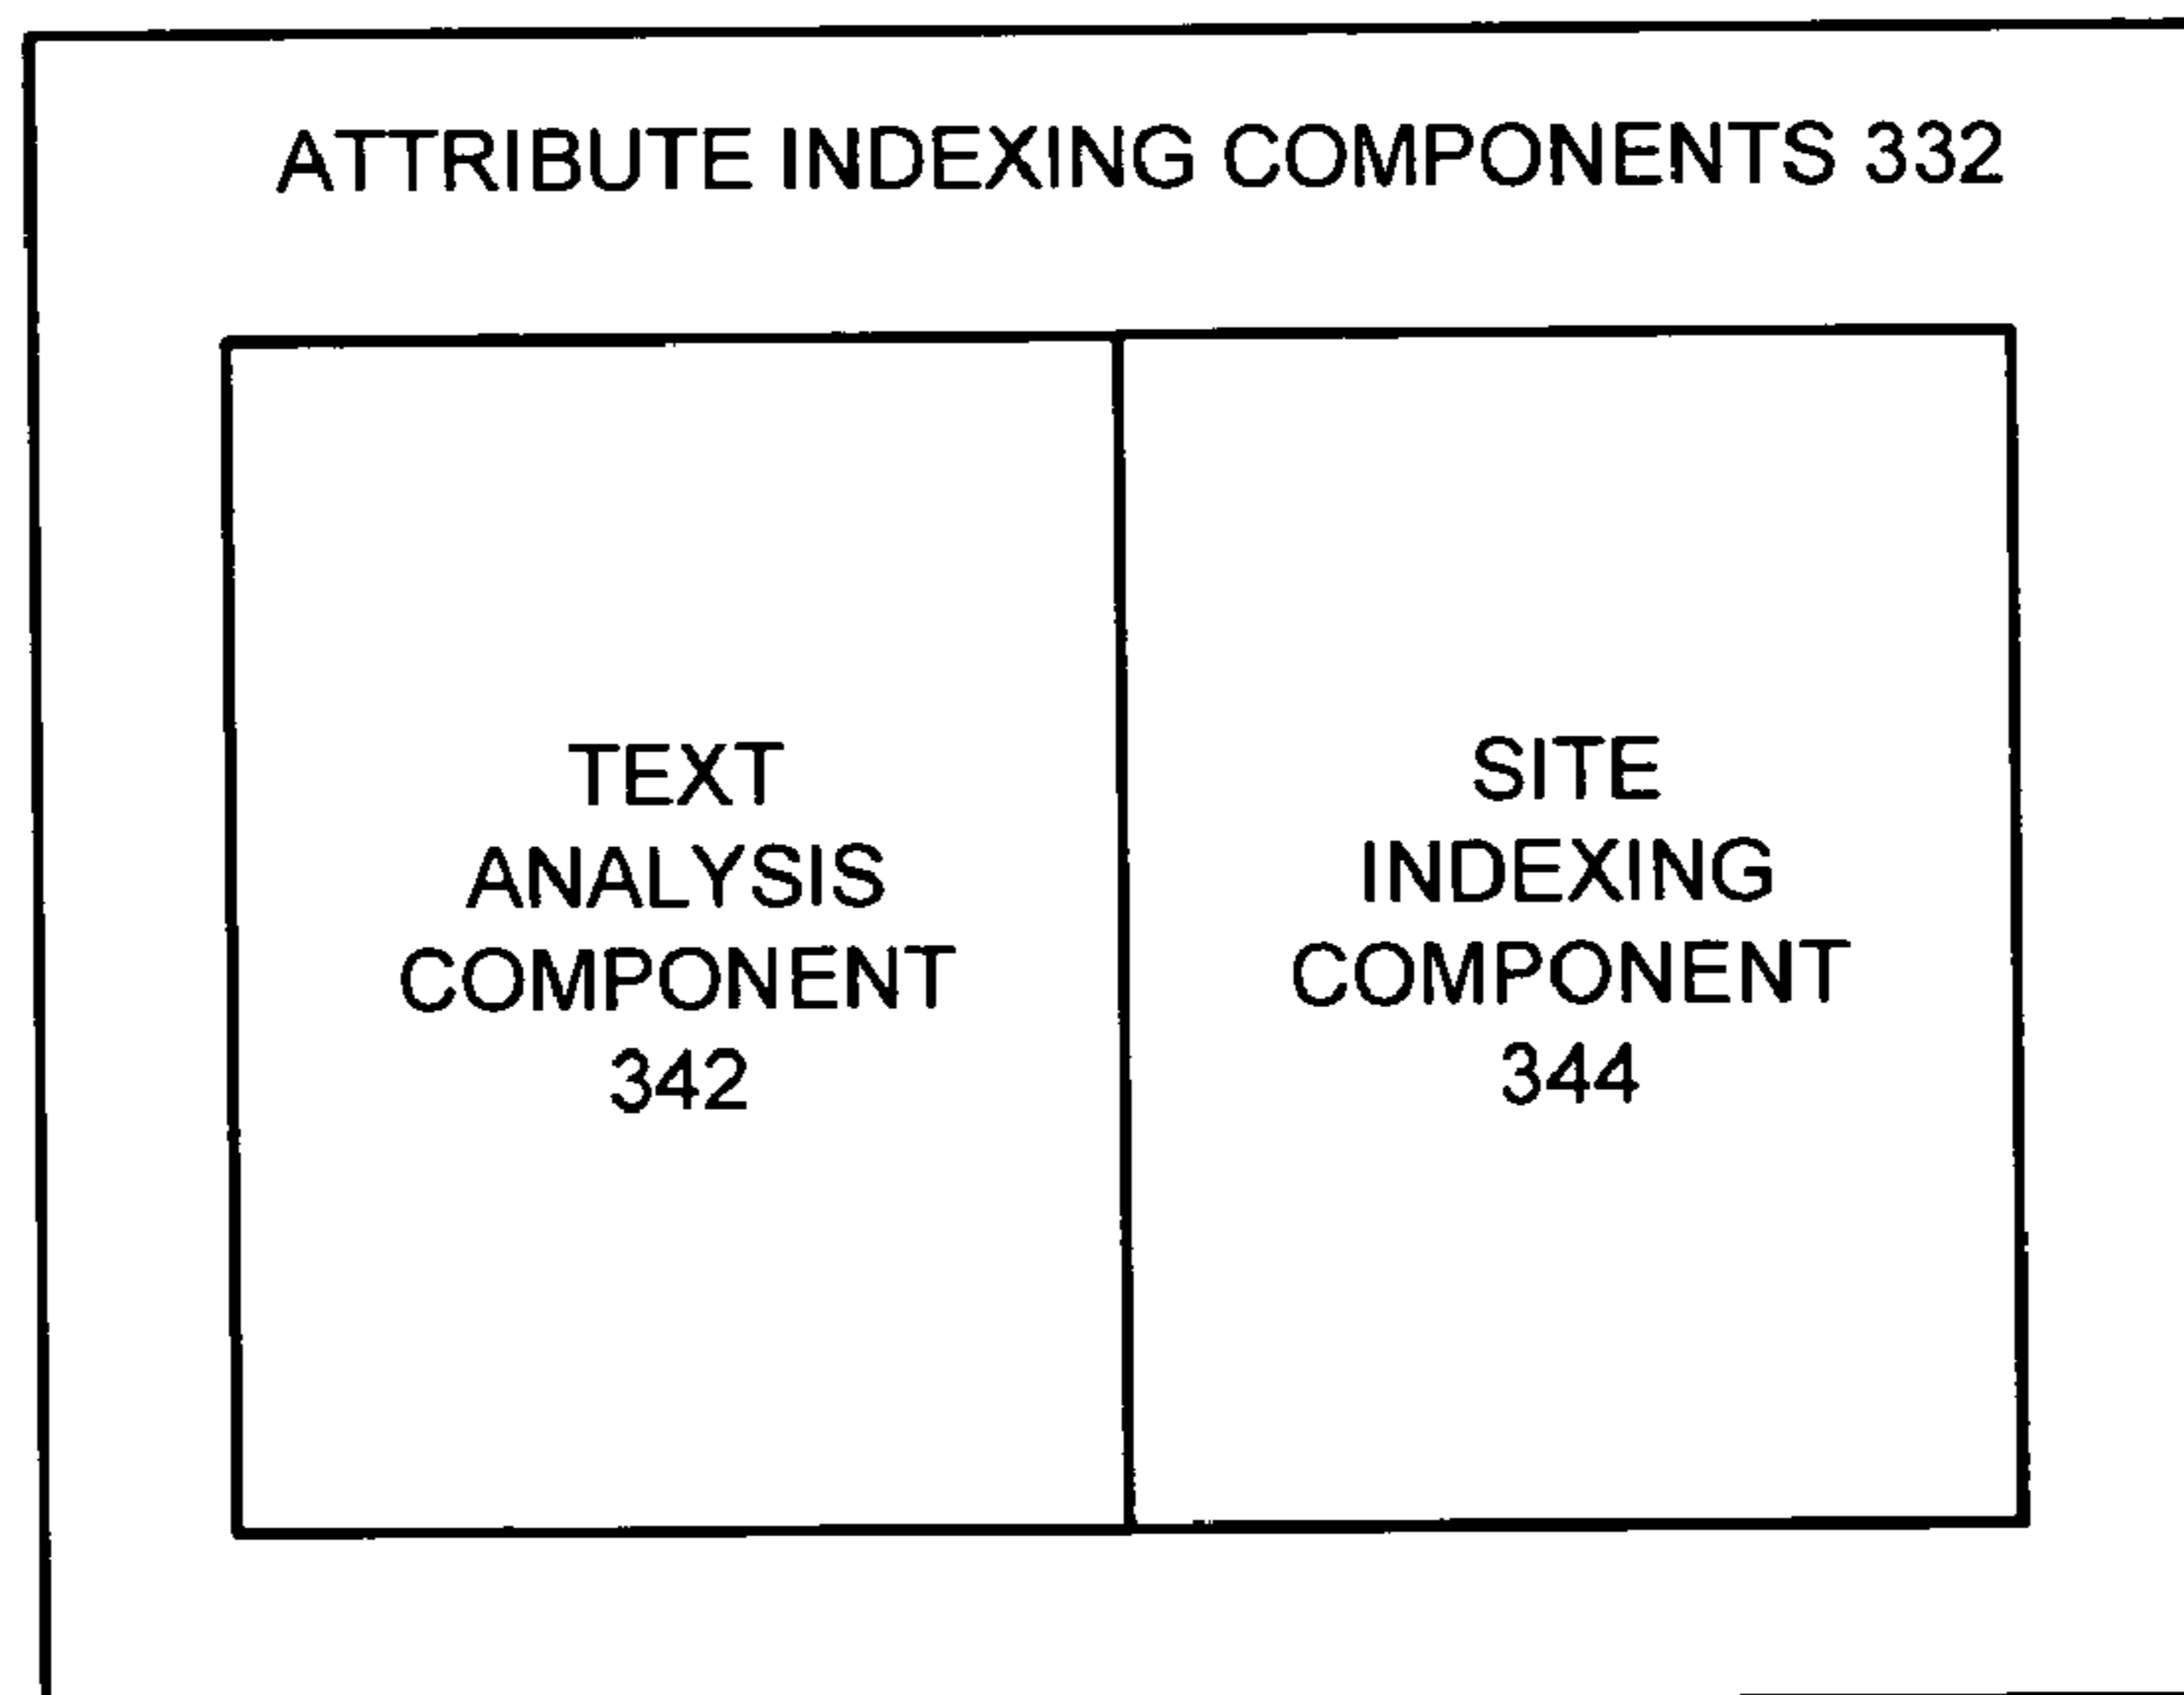 ATTRIBUTE INDEXING COMPONENTS 332
TEXT
ANALYSIS
COMPONENT
342
SITE
INDEXING
COMPONENT
344